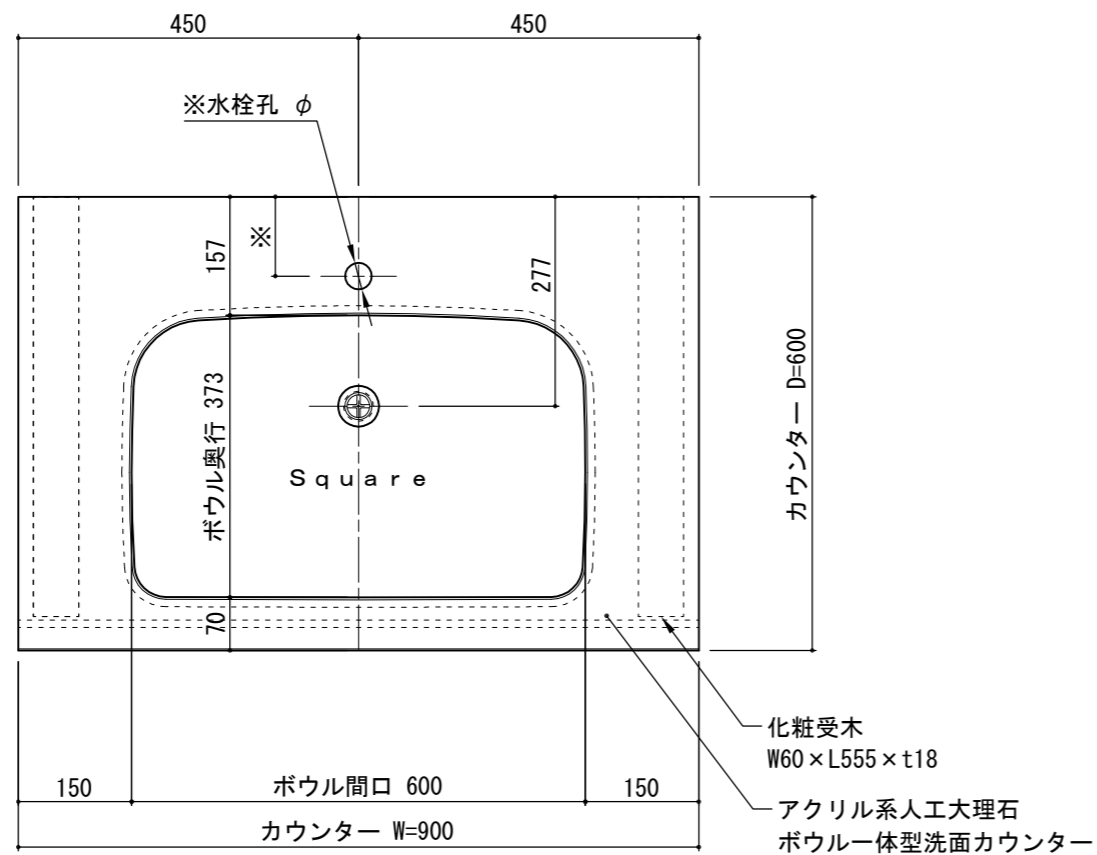 450
450
※水栓孔 φ
※
157
277
カウンター D=600
ボウル奥行 373
Square
70
化粧受木
W60×L555×t18
150
ボウル間口 600
150
アクリル系人工大理石
ボウル一体型洗面カウンター
カウンター W=900